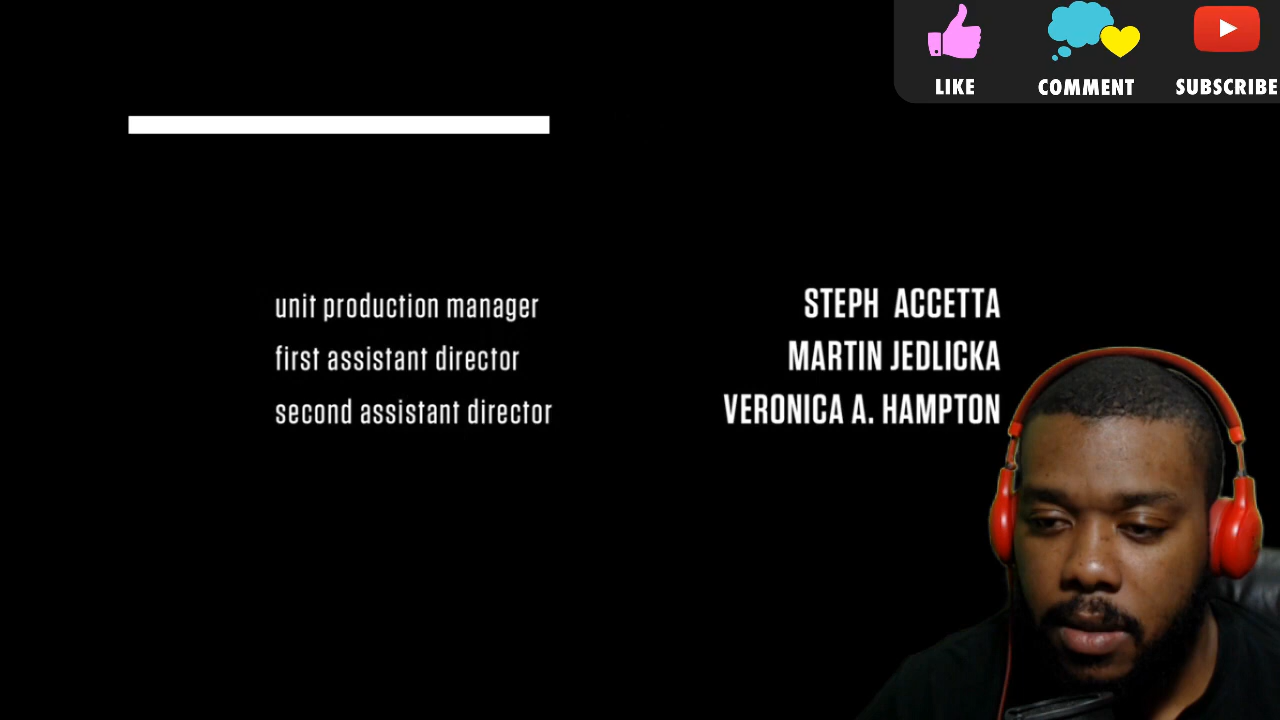 LIKE COMMENT SUBSCRIBE
unit production manager STEPH ACCETTA
first assistant director MARTIN JEDLICKA
second assistant director VERONICA A. HAMPTON